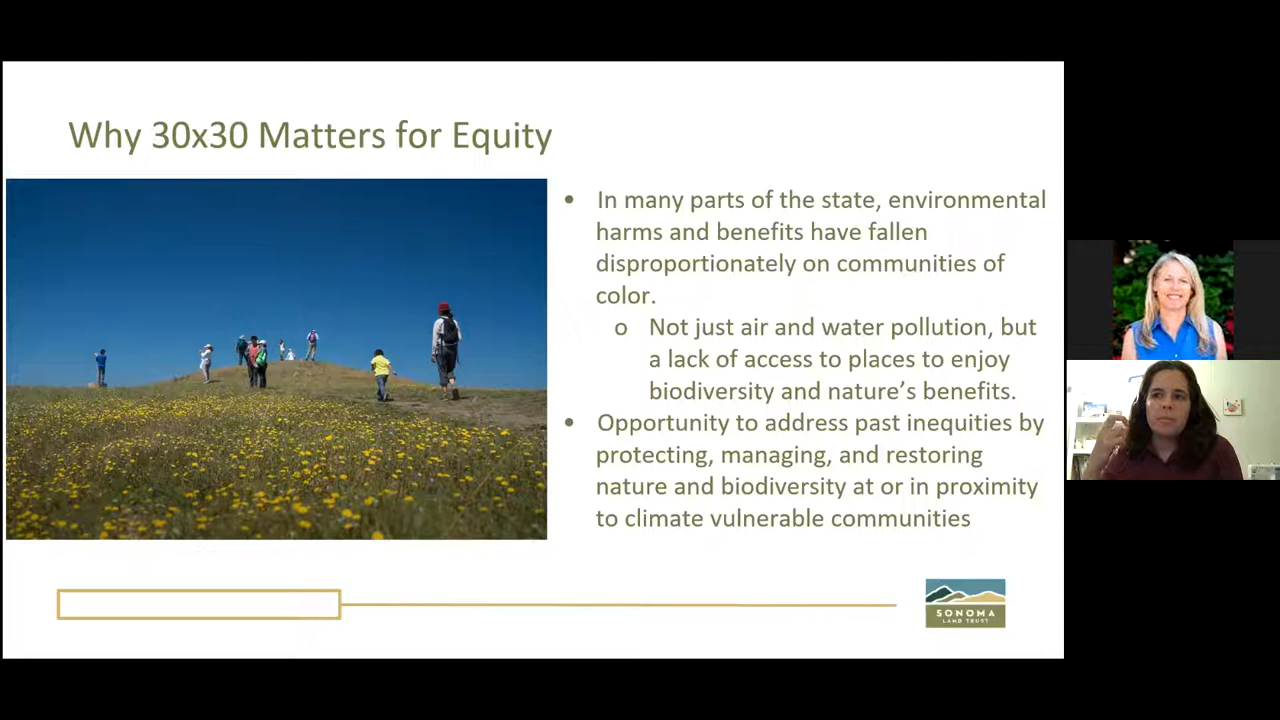 Why 30x30 Matters for Equity
• In many parts of the state, environmental
harms and benefits have fallen
disproportionately on communities of
color.
o Not just air and water pollution, but
a lack of access to places to enjoy
biodiversity and nature’s benefits.
• Opportunity to address past inequities by
protecting, managing, and restoring
nature and biodiversity at or in proximity
to climate vulnerable communities
SONOMA
LAND TRUST